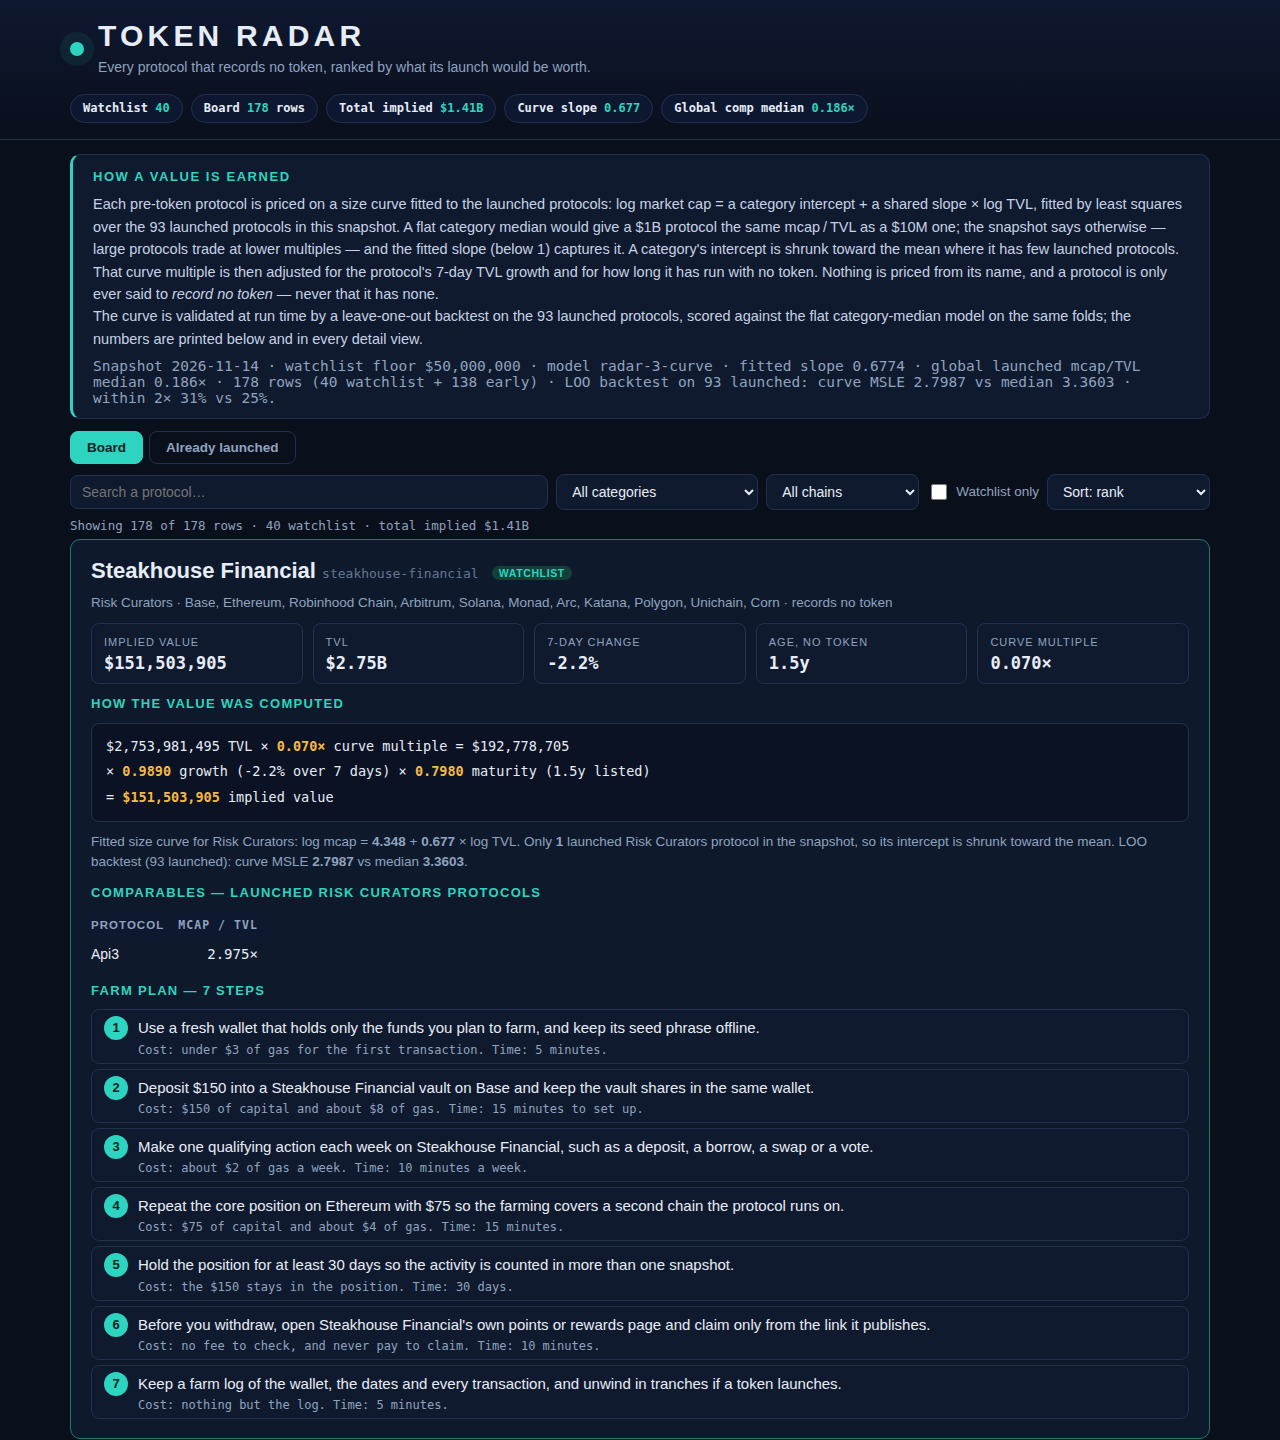 TOKEN RADAR
Every protocol that records no token, ranked by what its launch would be worth.
Watchlist 40
Board 178 rows
Total implied $1.41B
Curve slope 0.677
Global comp median 0.186×
HOW A VALUE IS EARNED
Each pre-token protocol is priced on a size curve fitted to the launched protocols: log market cap = a category intercept + a shared slope × log TVL, fitted by least squares
over the 93 launched protocols in this snapshot. A flat category median would give a $1B protocol the same mcap / TVL as a $10M one; the snapshot says otherwise —
large protocols trade at lower multiples — and the fitted slope (below 1) captures it. A category's intercept is shrunk toward the mean where it has few launched protocols.
That curve multiple is then adjusted for the protocol's 7-day TVL growth and for how long it has run with no token. Nothing is priced from its name, and a protocol is only
ever said to record no token — never that it has none.
The curve is validated at run time by a leave-one-out backtest on the 93 launched protocols, scored against the flat category-median model on the same folds; the
numbers are printed below and in every detail view.
Snapshot 2026-11-14 · watchlist floor $50,000,000 · model radar-3-curve · fitted slope 0.6774 · global launched mcap/TVL
median 0.186× · 178 rows (40 watchlist + 138 early) · LOO backtest on 93 launched: curve MSLE 2.7987 vs median 3.3603 ·
within 2× 31% vs 25%.
Board
Already launched
Search a protocol…
All categories
All chains
Watchlist only
Sort: rank
Showing 178 of 178 rows · 40 watchlist · total implied $1.41B
Steakhouse Financial steakhouse-financial WATCHLIST
Risk Curators · Base, Ethereum, Robinhood Chain, Arbitrum, Solana, Monad, Arc, Katana, Polygon, Unichain, Corn · records no token
IMPLIED VALUE
$151,503,905
TVL
$2.75B
7-DAY CHANGE
-2.2%
AGE, NO TOKEN
1.5y
CURVE MULTIPLE
0.070×
HOW THE VALUE WAS COMPUTED
$2,753,981,495 TVL × 0.070× curve multiple = $192,778,705
× 0.9890 growth (-2.2% over 7 days) × 0.7980 maturity (1.5y listed)
= $151,503,905 implied value
Fitted size curve for Risk Curators: log mcap = 4.348 + 0.677 × log TVL. Only 1 launched Risk Curators protocol in the snapshot, so its intercept is shrunk toward the mean. LOO
backtest (93 launched): curve MSLE 2.7987 vs median 3.3603.
COMPARABLES — LAUNCHED RISK CURATORS PROTOCOLS
PROTOCOL MCAP / TVL
Api3 2.975×
FARM PLAN — 7 STEPS
1 Use a fresh wallet that holds only the funds you plan to farm, and keep its seed phrase offline.
Cost: under $3 of gas for the first transaction. Time: 5 minutes.
2 Deposit $150 into a Steakhouse Financial vault on Base and keep the vault shares in the same wallet.
Cost: $150 of capital and about $8 of gas. Time: 15 minutes to set up.
3 Make one qualifying action each week on Steakhouse Financial, such as a deposit, a borrow, a swap or a vote.
Cost: about $2 of gas a week. Time: 10 minutes a week.
4 Repeat the core position on Ethereum with $75 so the farming covers a second chain the protocol runs on.
Cost: $75 of capital and about $4 of gas. Time: 15 minutes.
5 Hold the position for at least 30 days so the activity is counted in more than one snapshot.
Cost: the $150 stays in the position. Time: 30 days.
6 Before you withdraw, open Steakhouse Financial's own points or rewards page and claim only from the link it publishes.
Cost: no fee to check, and never pay to claim. Time: 10 minutes.
7 Keep a farm log of the wallet, the dates and every transaction, and unwind in tranches if a token launches.
Cost: nothing but the log. Time: 5 minutes.